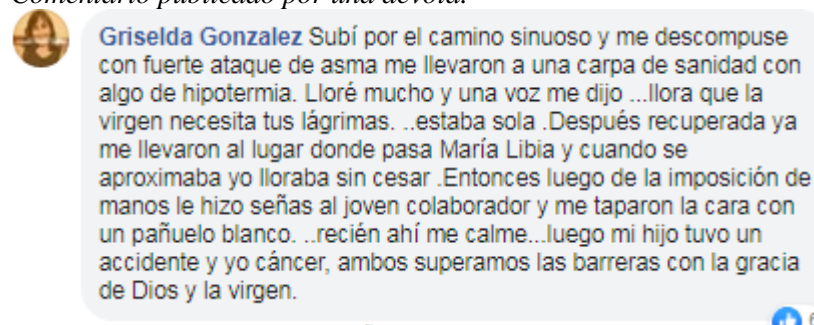 Comentario publicado por una devota.
Griselda Gonzalez Subí por el camino sinuoso y me descompuse
con fuerte ataque de asma me llevaron a una carpa de sanidad con
algo de hipotermia. Lloré mucho y una voz me dijo ...llora que la
virgen necesita tus lágrimas. ..estaba sola .Después recuperada ya
me llevaron al lugar donde pasa María Libia y cuando se
aproximaba yo lloraba sin cesar .Entonces luego de la imposición de
manos le hizo señas al joven colaborador y me taparon la cara con
un pañuelo blanco. ..recién ahí me calme...luego mi hijo tuvo un
accidente y yo cáncer, ambos superamos las barreras con la gracia
de Dios y la virgen.